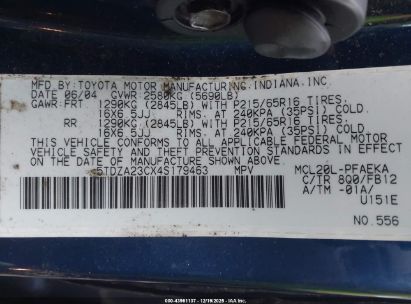 MFD.BY:TOYOTA MOTOR MANUFACTURING,INDIANA.INC.
DATE 06/04 GVWR 2580KG (5690LB)
GAWR:FRT 1290KG (2845LB) WITH P215/65R16 TIRES,
16X6.5JJ RIMS, AT 240KPA (35PSI) COLD.
RR 1290KG (2845LB) WITH P215/65R16 TIRES,
16X6.5JJ RIMS, AT 240KPA (35PSI) COLD.
THIS VEHICLE CONFORMS TO ALL APPLICABLE FEDERAL MOTOR
VEHICLE SAFETY AND THEFT PREVENTION STANDARDS IN EFFECT
ON THE DATE OF MANUFACTURE SHOWN ABOVE.
5TDZA23CX4S179463 MPV MCL20L-PFAEKA
C/TR 8Q0/FB12
A/TM -01A/
U151E
NO.556
000-43961137 - 12/19/2025 - 000000